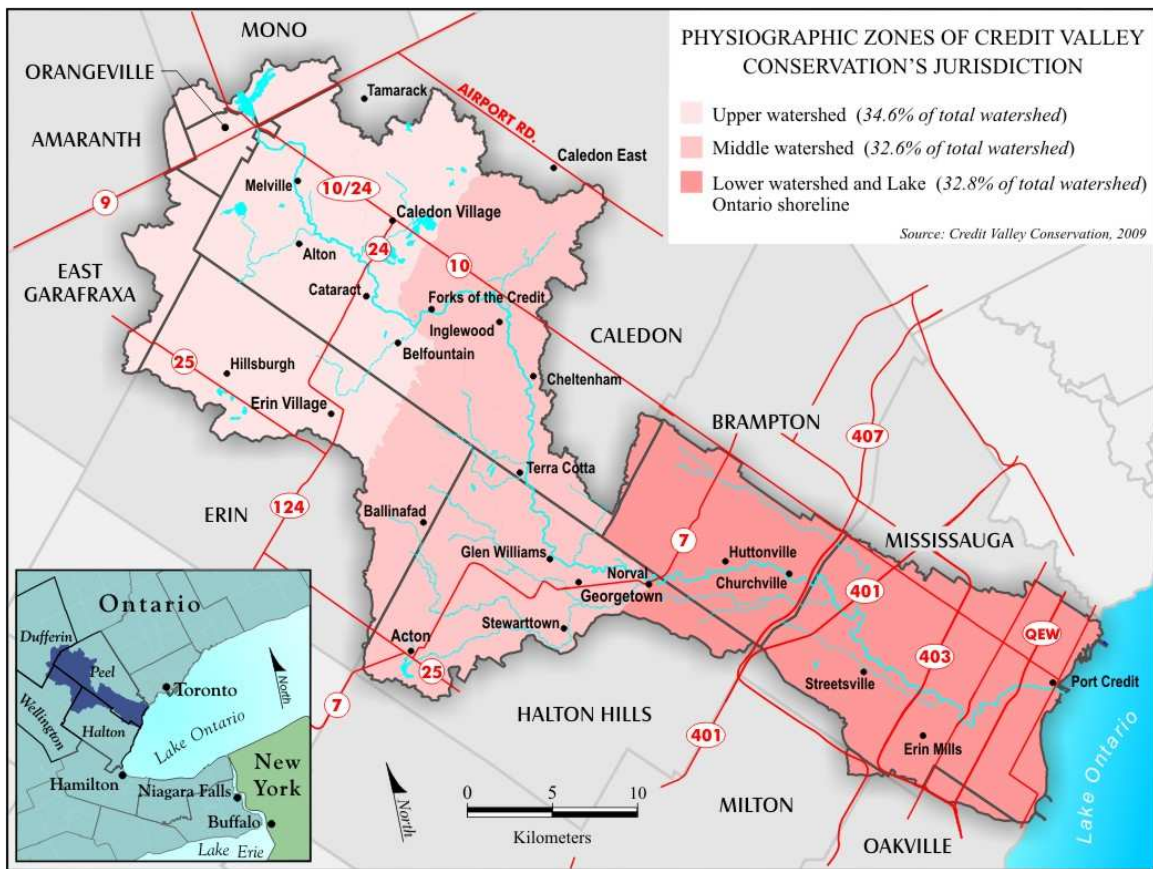 PHYSIOGRAPHIC ZONES OF CREDIT VALLEY
CONSERVATION'S JURISDICTION
Upper watershed (34.6% of total watershed)
Middle watershed (32.6% of total watershed)
Lower watershed and Lake (32.8% of total watershed)
Ontario shoreline
Source: Credit Valley Conservation, 2009
MONO
ORANGEVILLE
Tamarack
AMARANTH
AIRPORT RD.
Caledon East
Melville
10/24
9
Caledon Village
Alton
24
10
EAST
GARAFRAXA
Cataract
Forks of the Credit
Inglewood
CALEDON
Belfountain
25
Hillsburgh
Cheltenham
Erin Village
BRAMPTON
407
Terra Cotta
124
ERIN
Ballinafad
MISSISSAUGA
7
Glen Williams
Huttonville
Norval
Churchville
Georgetown
401
Stewarttown
QEW
Acton
403
25
Streetsville
Port Credit
7
HALTON HILLS
401
Erin Mills
MILTON
OAKVILLE
Lake Ontario
North
0 5 10
Kilometers
Ontario
Dufferin
Peel
North
Toronto
Wellington
Halton
Lake Ontario
Hamilton
New
York
Niagara Falls
Buffalo
Lake Erie